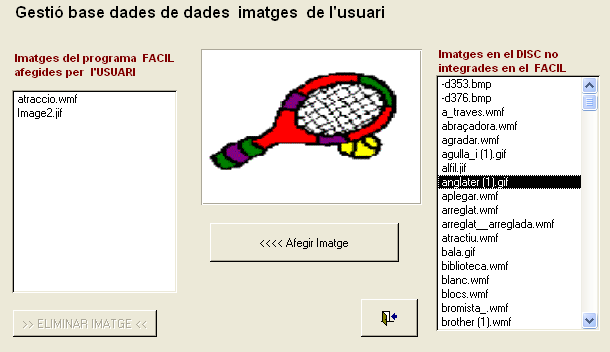 Gestió base dades de dades imatges de l'usuari
Imatges del programa FACIL
afegides per l'USUARI
atraccio.wmf
Image2.jif
>> ELIMINAR IMATGE <<
<<<< Afegir Imatge
Imatges en el DISC no
integrades en el FACIL
-d353.bmp
-d376.bmp
a_traves.wmf
abraçadora.wmf
agradar.wmf
agulla_i (1).gif
alfil.jif
anglater (1).gif
aplegar.wmf
arreglat.wmf
arreglat__arreglada.wmf
atractiu.wmf
bala.gif
biblioteca.wmf
blanc.wmf
blocs.wmf
bromista_.wmf
brother (1).wmf